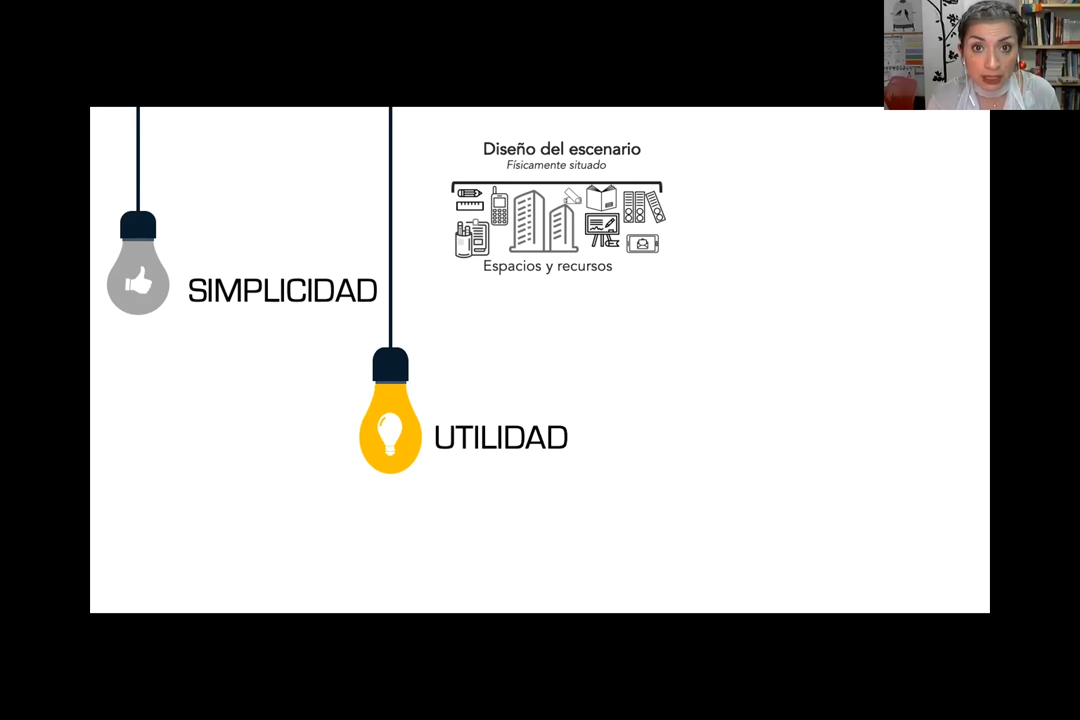 Diseño del escenario
Físicamente situado
Espacios y recursos
SIMPLICIDAD
UTILIDAD